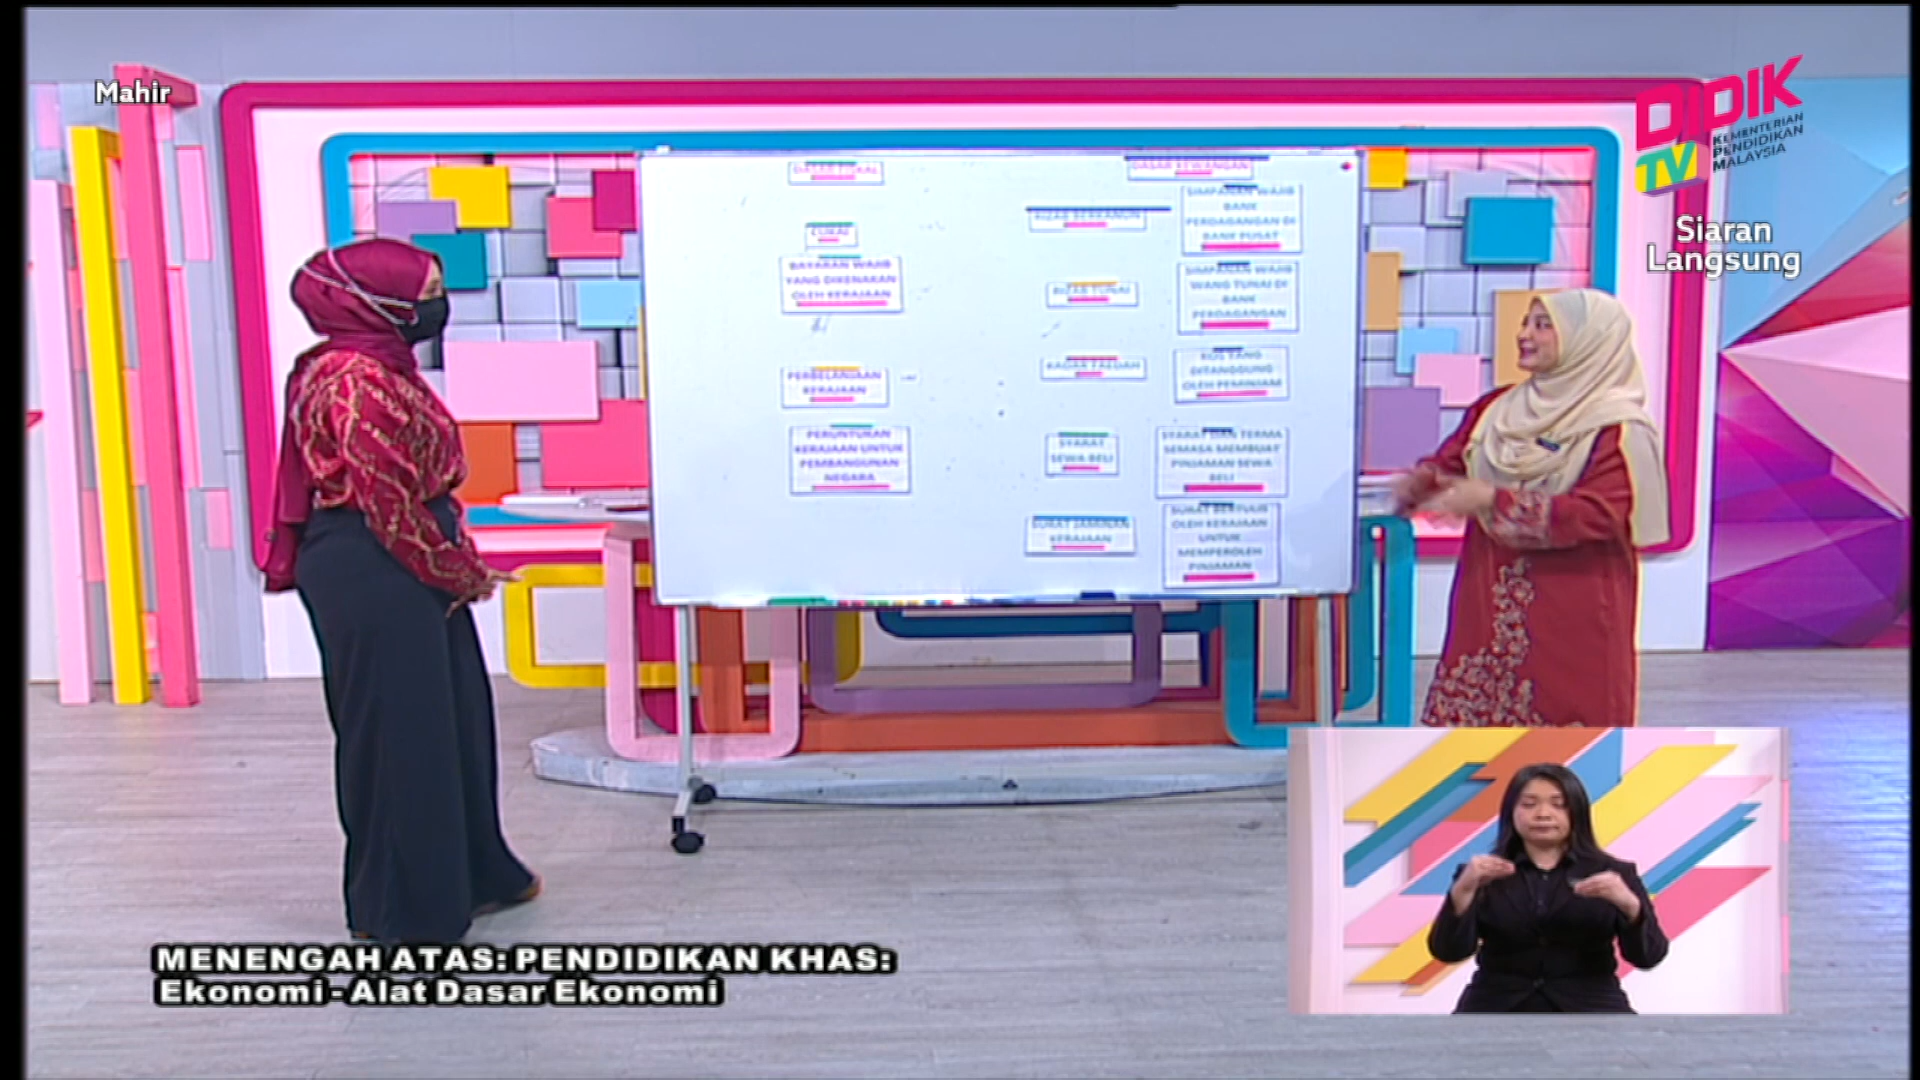 Mahir
DIDIK
TV
KEMENTERIAN
PENDIDIKAN
MALAYSIA
Siaran
Langsung
DASAR FISKAL
CUKAI
BAYARAN WAJIB
YANG DIKENAKAN
OLEH KERAJAAN
PERBELANJAAN
KERAJAAN
PERUNTUKAN
KERAJAAN UNTUK
PEMBANGUNAN
NEGARA
DASAR KEWANGAN
RIZAB BERKANUN
SIMPANAN WAJIB
BANK
PERDAGANGAN DI
BANK PUSAT
RIZAB TUNAI
SIMPANAN WAJIB
WANG TUNAI DI
BANK
PERDAGANGAN
KADAR FAEDAH
KOS YANG
DITANGGUNG
OLEH PEMINJAM
SYARAT
SEWA BELI
SYARAT DAN TERMA
SEMASA MEMBUAT
PINJAMAN SEWA
BELI
SURAT JAMINAN
KERAJAAN
SURAT BERTULIS
OLEH KERAJAAN
UNTUK
MEMPEROLEH
PINJAMAN
MENENGAH ATAS: PENDIDIKAN KHAS:
Ekonomi - Alat Dasar Ekonomi